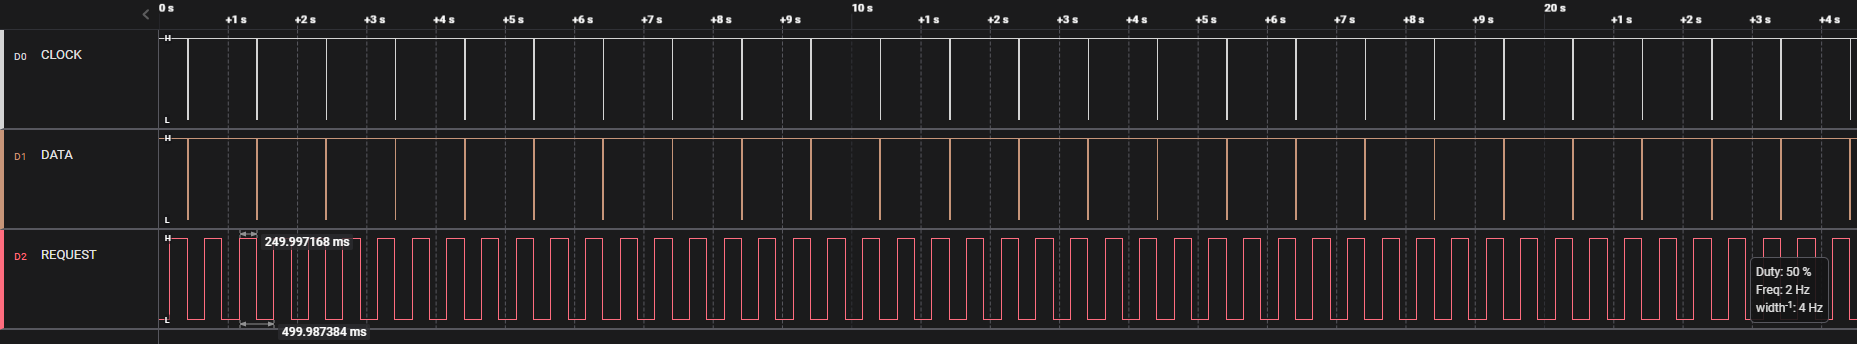 0 s 10 s 20 s
+1 s +2 s +3 s +4 s +5 s +6 s +7 s +8 s +9 s +1 s +2 s +3 s +4 s +5 s +6 s +7 s +8 s +9 s +1 s +2 s +3 s +4 s
H
D0 CLOCK
L
H
D1 DATA
L
H 249.997168 ms
D2 REQUEST
Duty: 50 %
Freq: 2 Hz
width⁻¹: 4 Hz
L
499.987384 ms